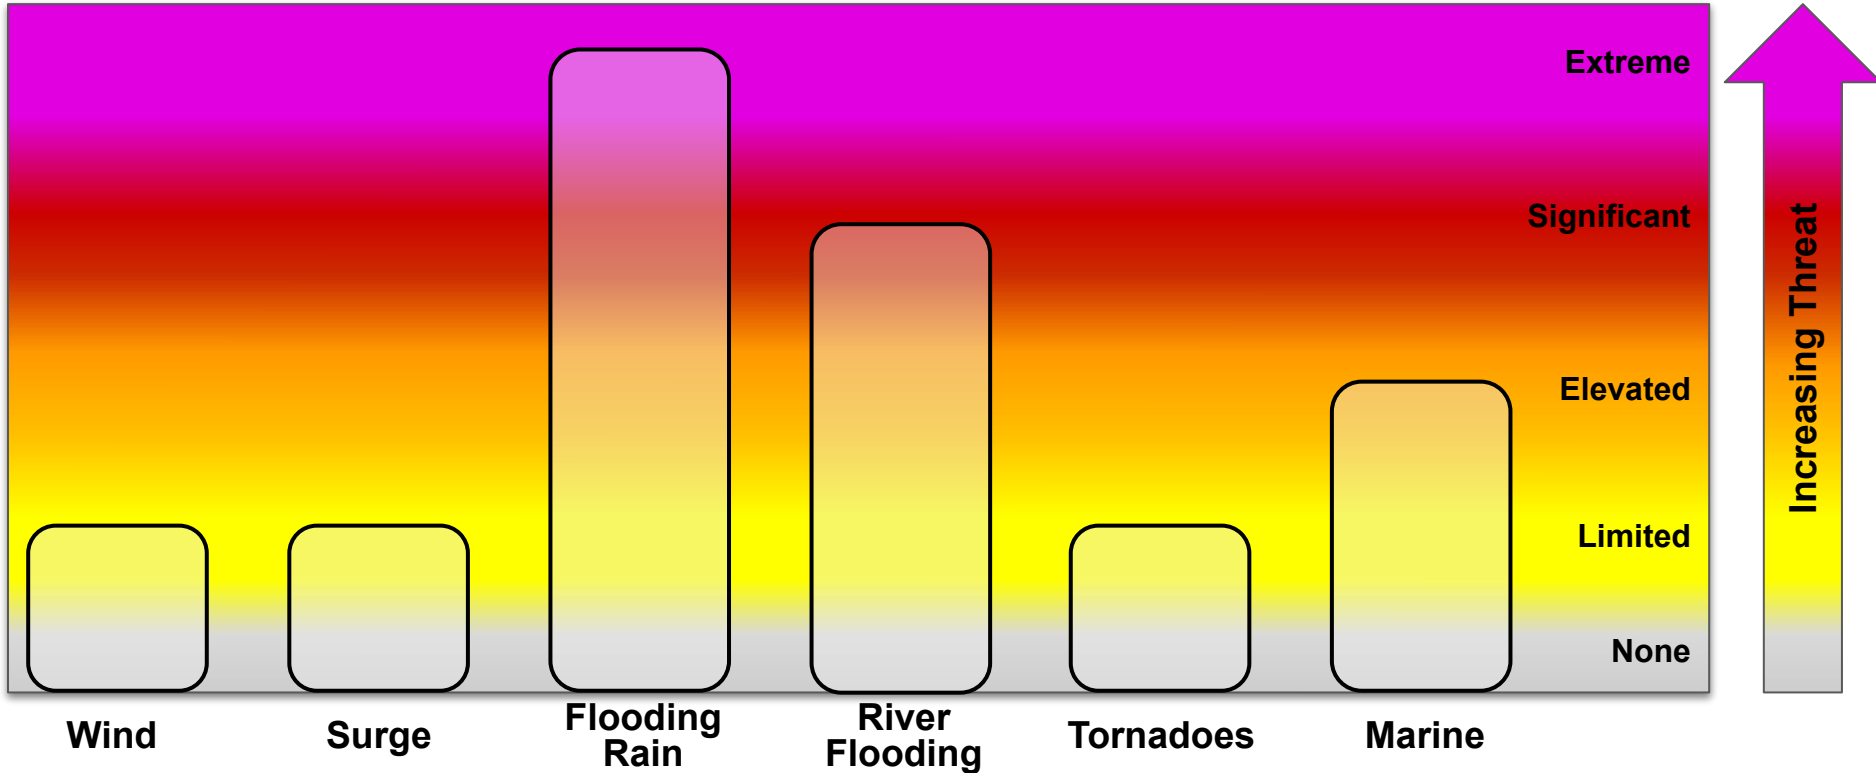 Extreme
Significant
Elevated
Limited
None
Increasing Threat
Wind
Surge
Flooding
Rain
River
Flooding
Tornadoes
Marine